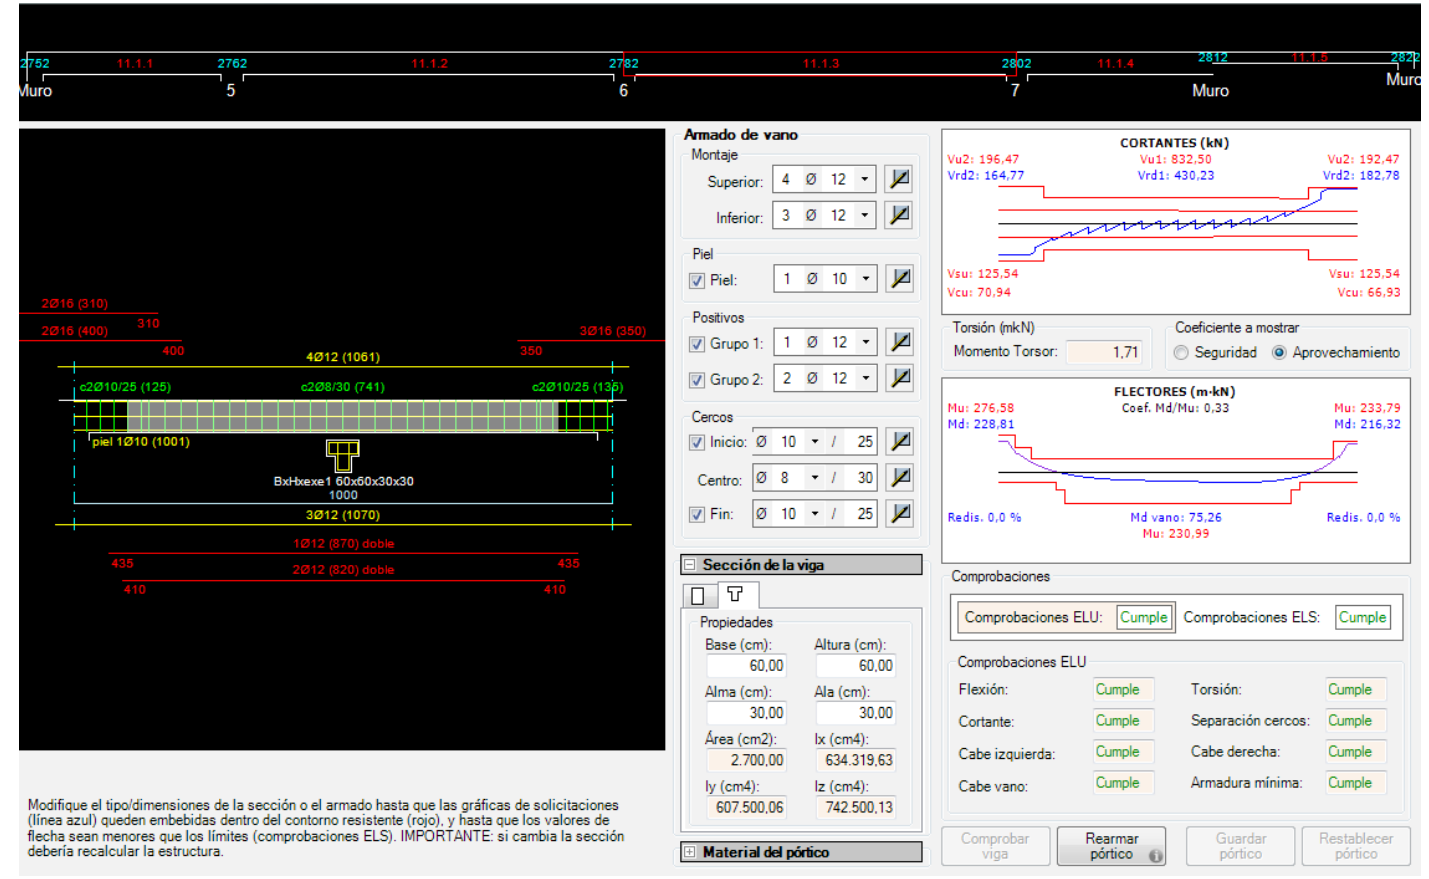 2752 11.1.1 2762 11.1.2 2782 11.1.3 2802 11.1.4 2812 11.1.5 2822
Muro 5 6 7 Muro Muro
2Ø16 (310)
310
2Ø16 (400) 3Ø16 (350)
400 350
4Ø12 (1061)
c2Ø10/25 (125) c2Ø8/30 (741) c2Ø10/25 (135)
piel 1Ø10 (1001)
BxHxexe1 60x60x30x30
1000
3Ø12 (1070)
1Ø12 (870) doble
435 435
2Ø12 (820) doble
410 410
Modifique el tipo/dimensiones de la sección o el armado hasta que las gráficas de solicitaciones
(línea azul) queden embebidas dentro del contorno resistente (rojo), y hasta que los valores de
flecha sean menores que los límites (comprobaciones ELS). IMPORTANTE: si cambia la sección
debería recalcular la estructura.
Armado de vano
Montaje
Superior: 4 Ø 12
Inferior: 3 Ø 12
Piel
Piel: 1 Ø 10
Positivos
Grupo 1: 1 Ø 12
Grupo 2: 2 Ø 12
Cercos
Inicio: Ø 10 / 25
Centro: Ø 8 / 30
Fin: Ø 10 / 25
Sección de la viga
Propiedades
Base (cm): Altura (cm):
60,00 60,00
Alma (cm): Ala (cm):
30,00 30,00
Área (cm2): Ix (cm4):
2.700,00 634.319,63
Iy (cm4): Iz (cm4):
607.500,06 742.500,13
Material del pórtico
CORTANTES (kN)
Vu2: 196,47 Vu1: 832,50 Vu2: 192,47
Vrd2: 164,77 Vrd1: 430,23 Vrd2: 182,78
Vsu: 125,54 Vsu: 125,54
Vcu: 70,94 Vcu: 66,93
Torsión (mkN)
Momento Torsor: 1,71
Coeficiente a mostrar
Seguridad Aprovechamiento
FLECTORES (m·kN)
Mu: 276,58 Coef. Md/Mu: 0,33 Mu: 233,79
Md: 228,81 Md: 216,32
Redis. 0,0 % Md vano: 75,26 Redis. 0,0 %
Mu: 230,99
Comprobaciones
Comprobaciones ELU: Cumple Comprobaciones ELS: Cumple
Comprobaciones ELU
Flexión: Cumple Torsión: Cumple
Cortante: Cumple Separación cercos: Cumple
Cabe izquierda: Cumple Cabe derecha: Cumple
Cabe vano: Cumple Armadura mínima: Cumple
Comprobar
viga
Rearmar
pórtico
Guardar
pórtico
Restablecer
pórtico